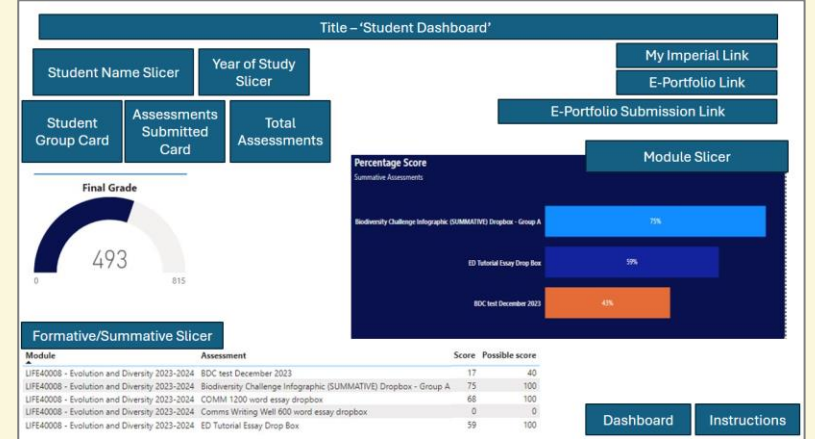 Title – ‘Student Dashboard’
Student Name Slicer
Year of Study
Slicer
My Imperial Link
E-Portfolio Link
E-Portfolio Submission Link
Student
Group Card
Assessments
Submitted
Card
Total
Assessments
Module Slicer
Final Grade
493
0
815
Percentage Score
Summative Assessments
Biodiversity Challenge Infographic (SUMMATIVE) Dropbox - Group A
75%
ED Tutorial Essay Drop Box
59%
BDC test December 2023
43%
Formative/Summative Slicer
Module Assessment Score Possible score
LIFE40008 - Evolution and Diversity 2023-2024 BDC test December 2023 17 40
LIFE40008 - Evolution and Diversity 2023-2024 Biodiversity Challenge Infographic (SUMMATIVE) Dropbox - Group A 75 100
LIFE40008 - Evolution and Diversity 2023-2024 COMM 1200 word essay dropbox 68 100
LIFE40008 - Evolution and Diversity 2023-2024 Comms Writing Well 600 word essay dropbox 0 0
LIFE40008 - Evolution and Diversity 2023-2024 ED Tutorial Essay Drop Box 59 100
Dashboard
Instructions